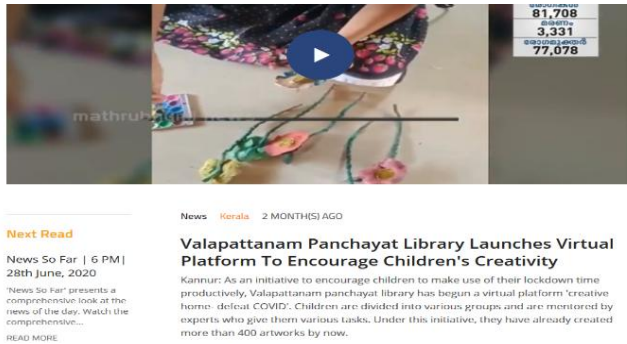 81,708
മരണം
3,331
രോഗമുക്തർ
77,078
News Kerala 2 MONTH(S) AGO
Valapattanam Panchayat Library Launches Virtual
Platform To Encourage Children's Creativity
Kannur: As an initiative to encourage children to make use of their lockdown time
productively, Valapattanam panchayat library has begun a virtual platform 'creative
home- defeat COVID'. Children are divided into various groups and are mentored by
experts who give them various tasks. Under this initiative, they have already created
more than 400 artworks by now.
Next Read
News So Far | 6 PM|
28th June, 2020
'News So Far' presents a
comprehensive look at the
news of the day. Watch the
comprehensive...
READ MORE